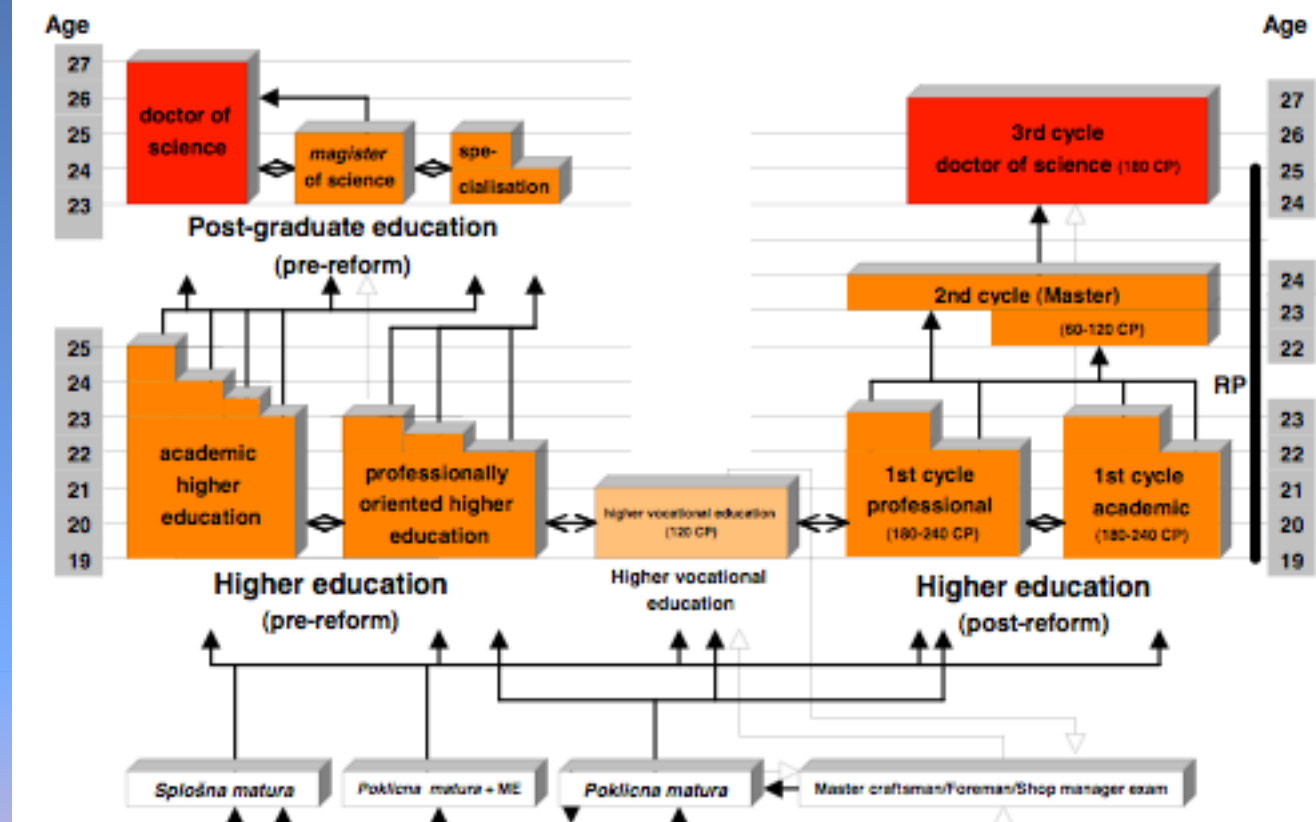 Age
Age
27
26
25
24
23
doctor of
science
magister
of science
spe-
cialisation
Post-graduate education
(pre-reform)
3rd cycle
doctor of science (180 CP)
27
26
25
24
2nd cycle (Master)
(60-120 CP)
24
23
22
RP
25
24
23
22
21
20
19
academic
higher
education
professionally
oriented higher
education
higher vocational education
(120 CP)
1st cycle
professional
(180-240 CP)
1st cycle
academic
(180-240 CP)
23
22
21
20
19
Higher education
(pre-reform)
Higher vocational
education
Higher education
(post-reform)
Splošna matura
Poklicna matura + ME
Poklicna matura
Master craftsman/Foreman/Shop manager exam